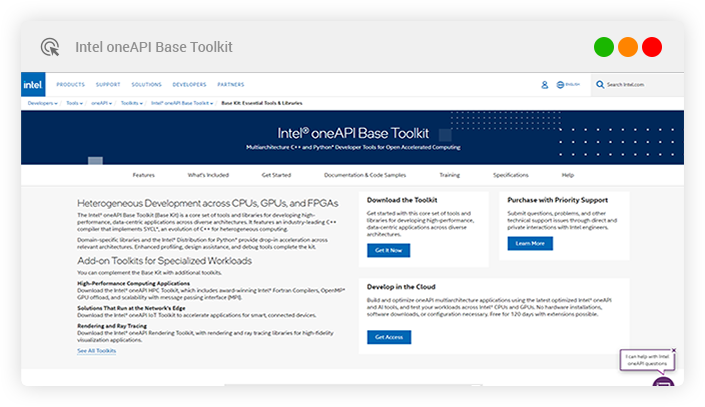 Intel oneAPI Base Toolkit
intel.
PRODUCTS SUPPORT SOLUTIONS DEVELOPERS PARTNERS
ENGLISH
Search Intel.com
Developers / Tools / oneAPI / Toolkits / Intel® oneAPI Base Toolkit / Base Kit: Essential Tools & Libraries
Intel® oneAPI Base Toolkit
Multiarchitecture C++ and Python® Developer Tools for Open Accelerated Computing
Features What's Included Get Started Documentation & Code Samples Training Specifications Help
Heterogeneous Development across CPUs, GPUs, and FPGAs
The Intel® oneAPI Base Toolkit (Base Kit) is a core set of tools and libraries for developing high-
performance, data-centric applications across diverse architectures. It features an industry-leading C++
compiler that implements SYCL*, an evolution of C++ for heterogeneous computing.
Domain-specific libraries and the Intel® Distribution for Python* provide drop-in acceleration across
relevant architectures. Enhanced profiling, design assistance, and debug tools complete the kit.
Add-on Toolkits for Specialized Workloads
You can complement the Base Kit with additional toolkits.
High-Performance Computing Applications
Download the Intel® oneAPI HPC Toolkit, which includes award-winning Intel® Fortran Compilers, OpenMP*
GPU offload, and scalability with message passing interface (MPI).
Solutions That Run at the Network's Edge
Download the Intel® oneAPI IoT Toolkit to accelerate applications for smart, connected devices.
Rendering and Ray Tracing
Download the Intel® oneAPI Rendering Toolkit, with rendering and ray tracing libraries for high-fidelity
visualization applications.
See All Toolkits
Download the Toolkit
Get started with this core set of tools and
libraries for developing high-performance,
data-centric applications across diverse
architectures.
Get It Now
Purchase with Priority Support
Submit questions, problems, and other
technical support issues through direct and
private interactions with Intel engineers.
Learn More
Develop in the Cloud
Build and optimize oneAPI multiarchitecture applications using the latest optimized Intel® oneAPI
and AI tools, and test your workloads across Intel® CPUs and GPUs. No hardware installations,
software downloads, or configuration necessary. Free for 120 days with extensions possible.
Get Access
I can help with Intel
oneAPI questions.